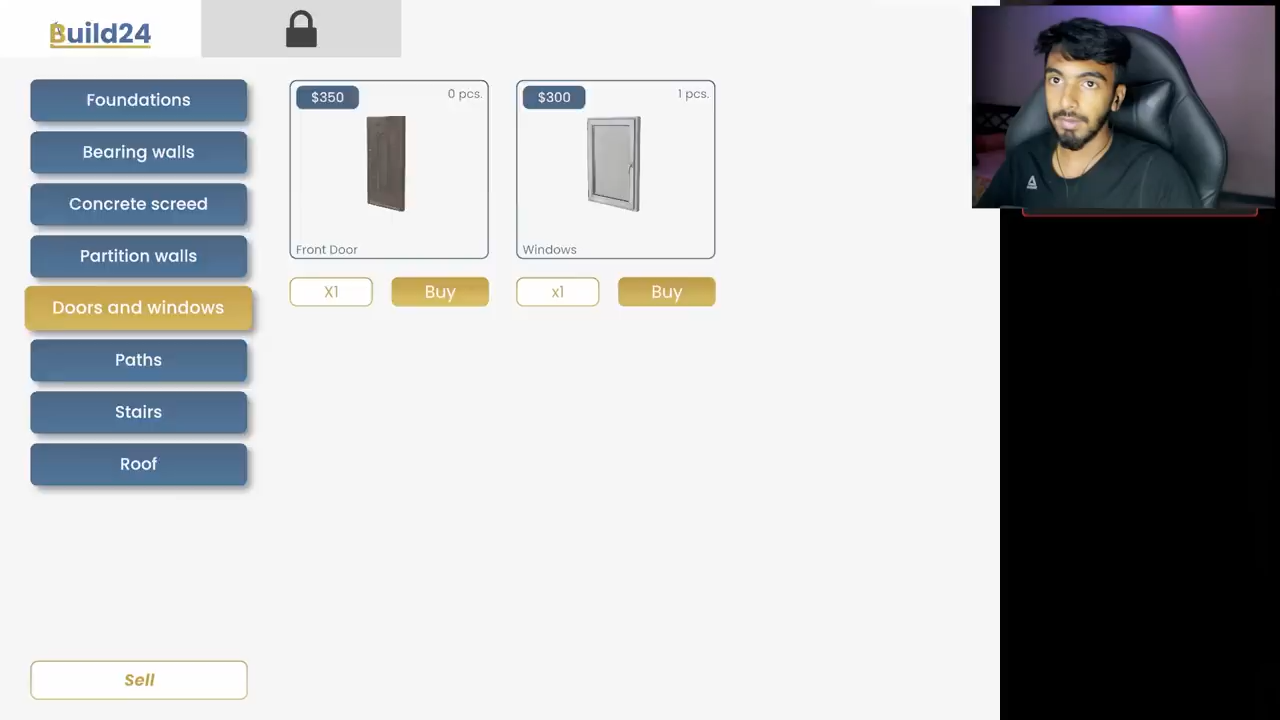 Build24
Foundations
Bearing walls
Concrete screed
Partition walls
Doors and windows
Paths
Stairs
Roof
Sell
$350
0 pcs.
Front Door
X1
Buy
$300
1 pcs.
Windows
x1
Buy